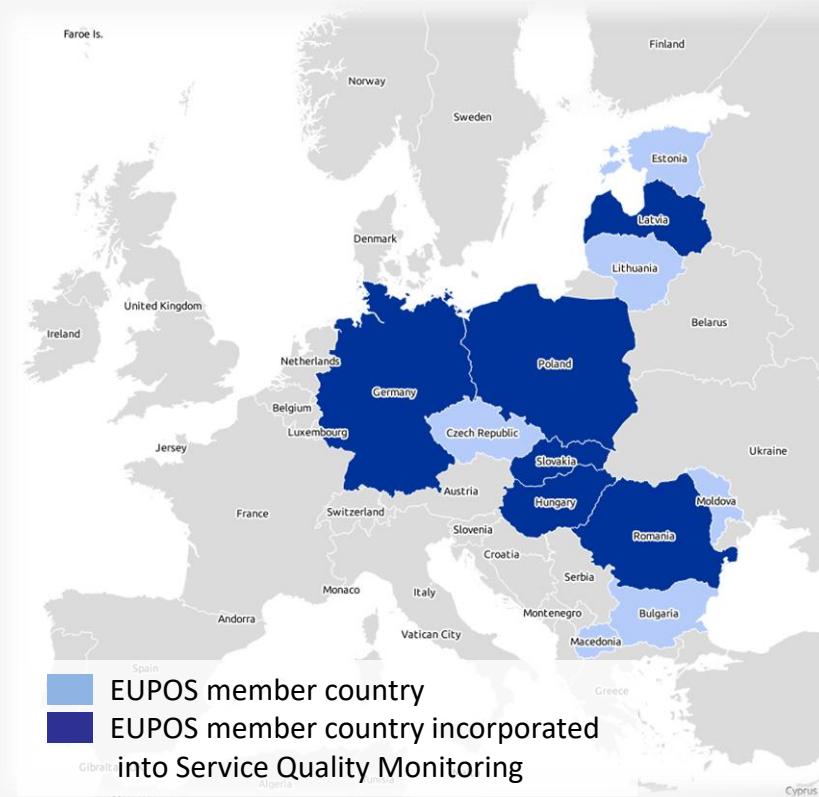 Faroe Is.
Finland
Norway
Sweden
Estonia
Latvia
Denmark
Lithuania
United Kingdom
Belarus
Ireland
Netherlands
Poland
Germany
Belgium
Luxembourg
Czech Republic
Jersey
Ukraine
Slovakia
Austria
Moldova
Hungary
France
Switzerland
Slovenia
Romania
Croatia
Serbia
Monaco
Italy
Montenegro
Bulgaria
Andorra
Vatican City
Macedonia
Spain
EUPOS member country
Greece
EUPOS member country incorporated
into Service Quality Monitoring
Gibralta
Algeria
Tunisia
Cyprus